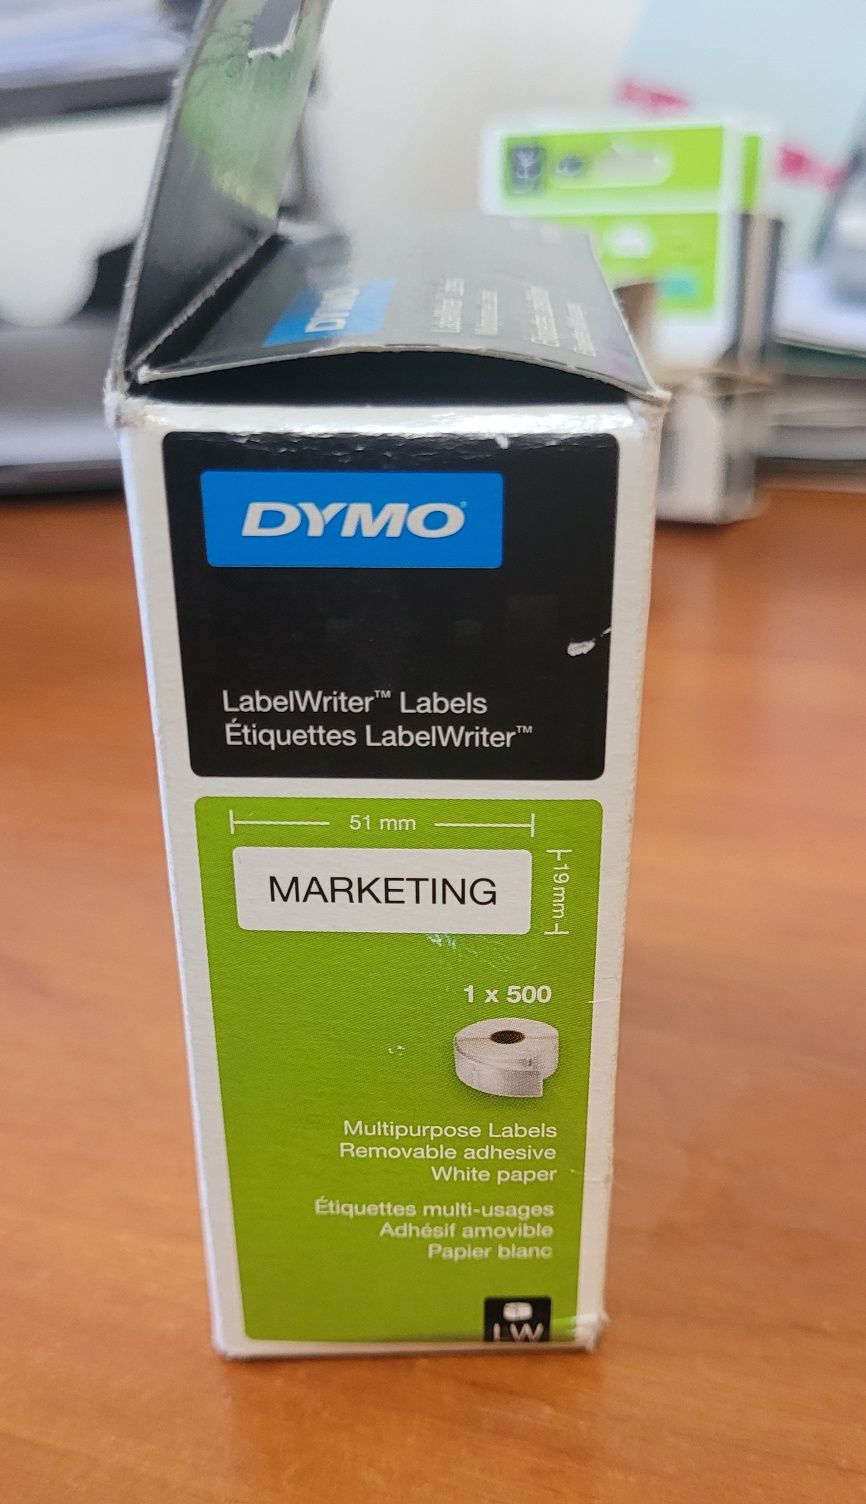 DYMO
DYMO
LabelWriter™ Labels
Étiquettes LabelWriter™
51 mm
MARKETING
19 mm
1 x 500
Multipurpose Labels
Removable adhesive
White paper
Étiquettes multi-usages
Adhésif amovible
Papier blanc
LW